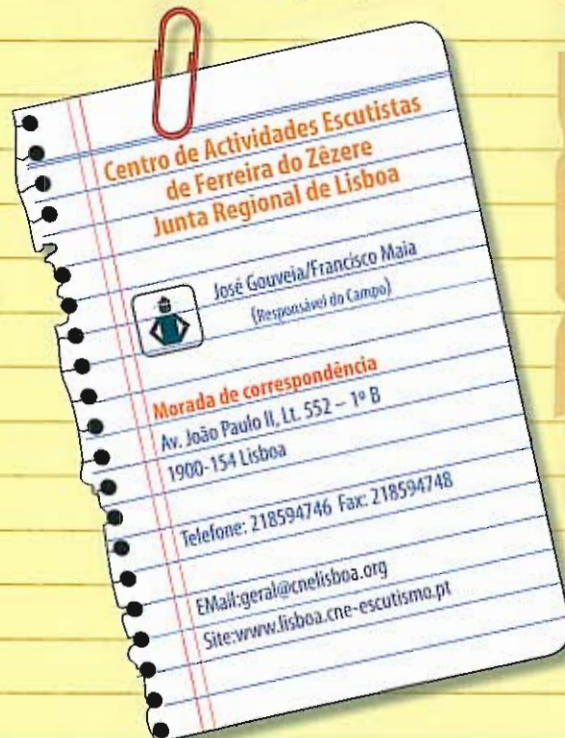 Centro de Actividades Escutistas
de Ferreira do Zêzere
Junta Regional de Lisboa
José Gouveia/Francisco Maia
(Responsável do Campo)
Morada de correspondência
Av. João Paulo II, Lt. 552 – 1º B
1900-154 Lisboa
Telefone: 218594746 Fax: 218594748
EMail:geral@cnelisboa.org
Site:www.lisboa.cne-escutismo.pt